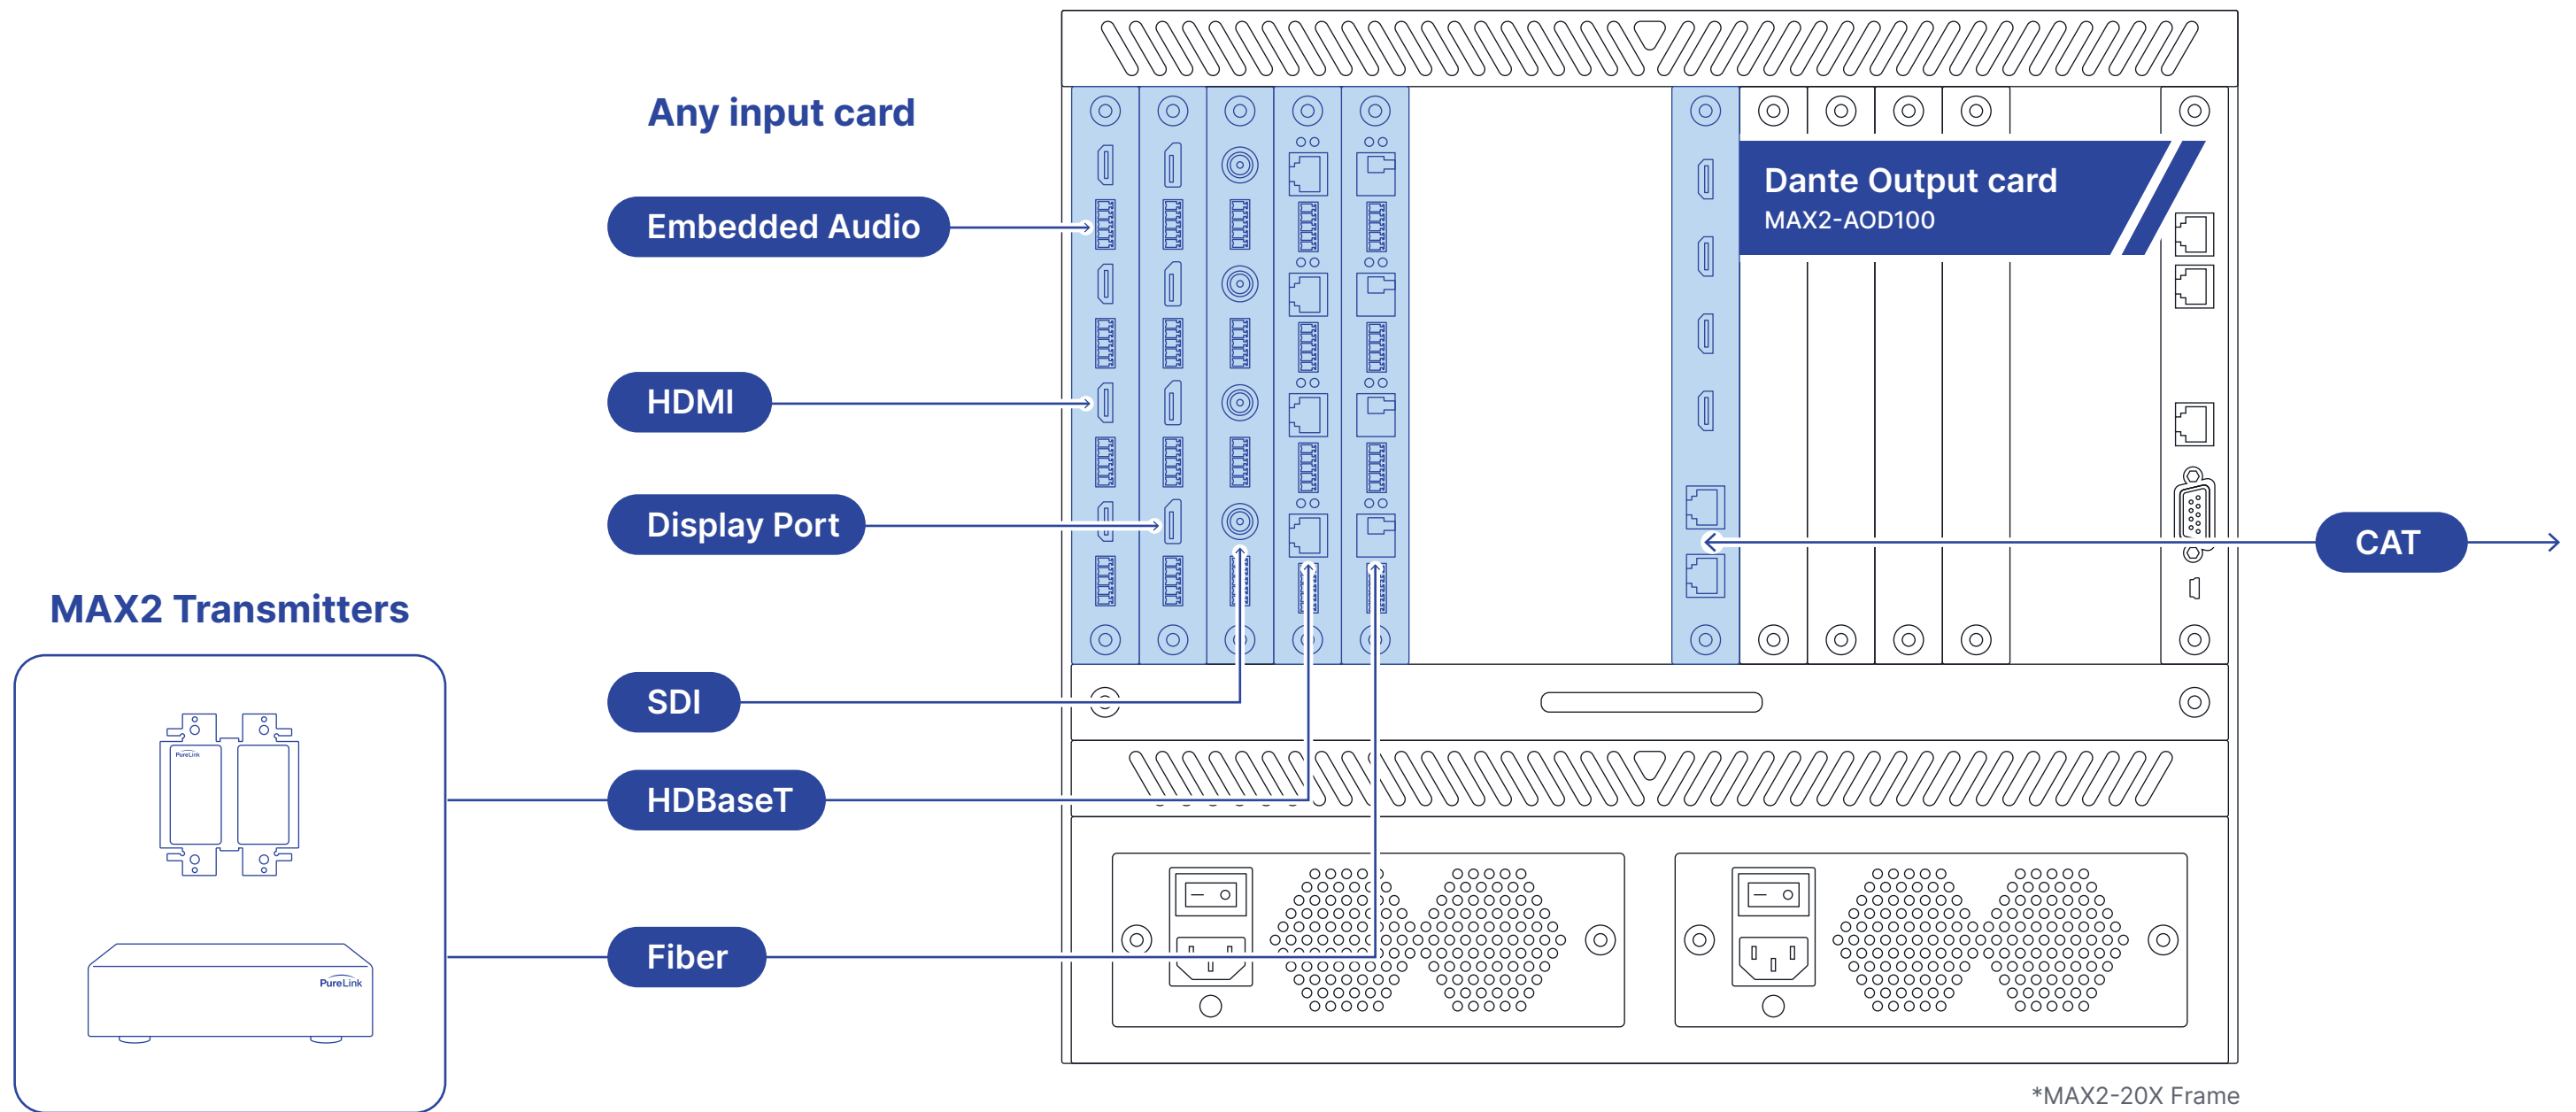 Any input card
Embedded Audio
HDMI
Display Port
MAX2 Transmitters
PureLink
PureLink
SDI
HDBaseT
Fiber
Dante Output card
MAX2-AOD100
CAT
*MAX2-20X Frame